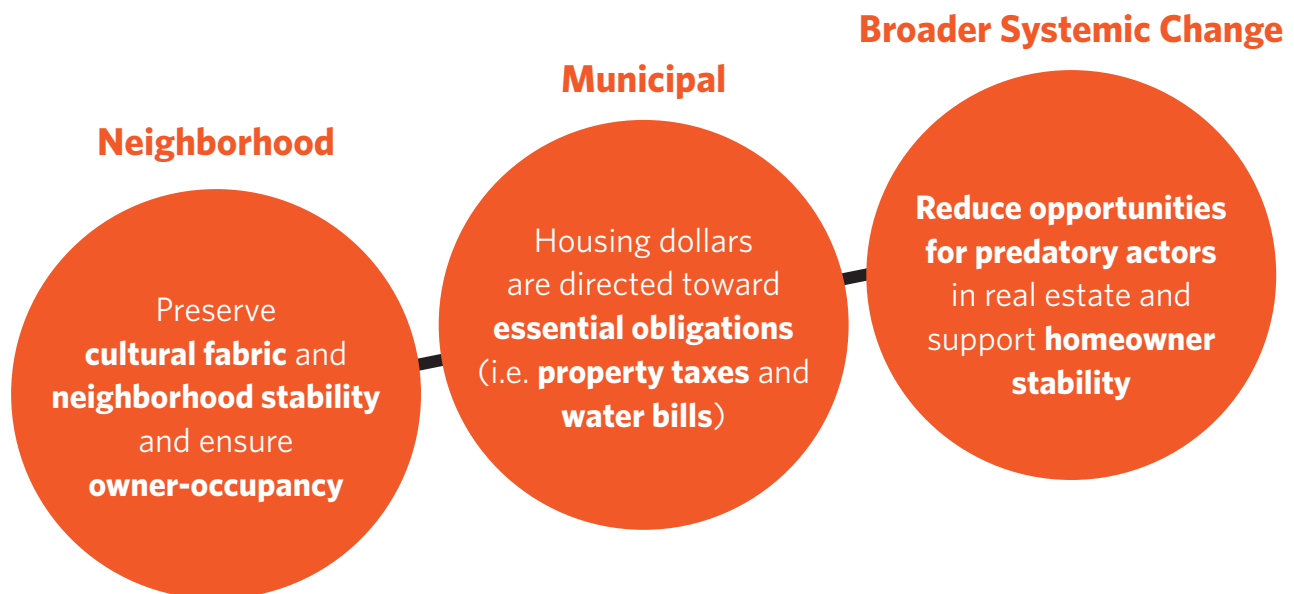 Neighborhood
Preserve
cultural fabric and
neighborhood stability
and ensure
owner-occupancy
Municipal
Housing dollars
are directed toward
essential obligations
(i.e. property taxes and
water bills)
Broader Systemic Change
Reduce opportunities
for predatory actors
in real estate and
support homeowner
stability